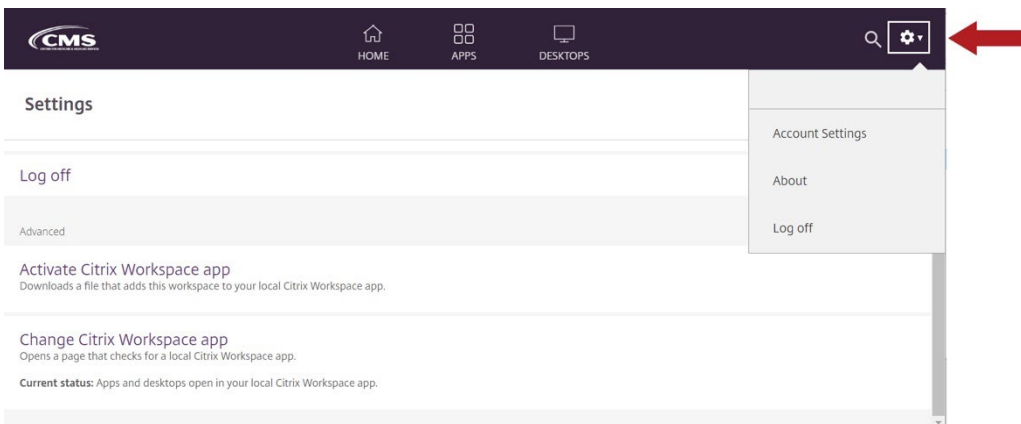 CMS
HOME
APPS
DESKTOPS
Settings
Account Settings
About
Log off
Log off
Advanced
Activate Citrix Workspace app
Downloads a file that adds this workspace to your local Citrix Workspace app.
Change Citrix Workspace app
Opens a page that checks for a local Citrix Workspace app.
Current status: Apps and desktops open in your local Citrix Workspace app.